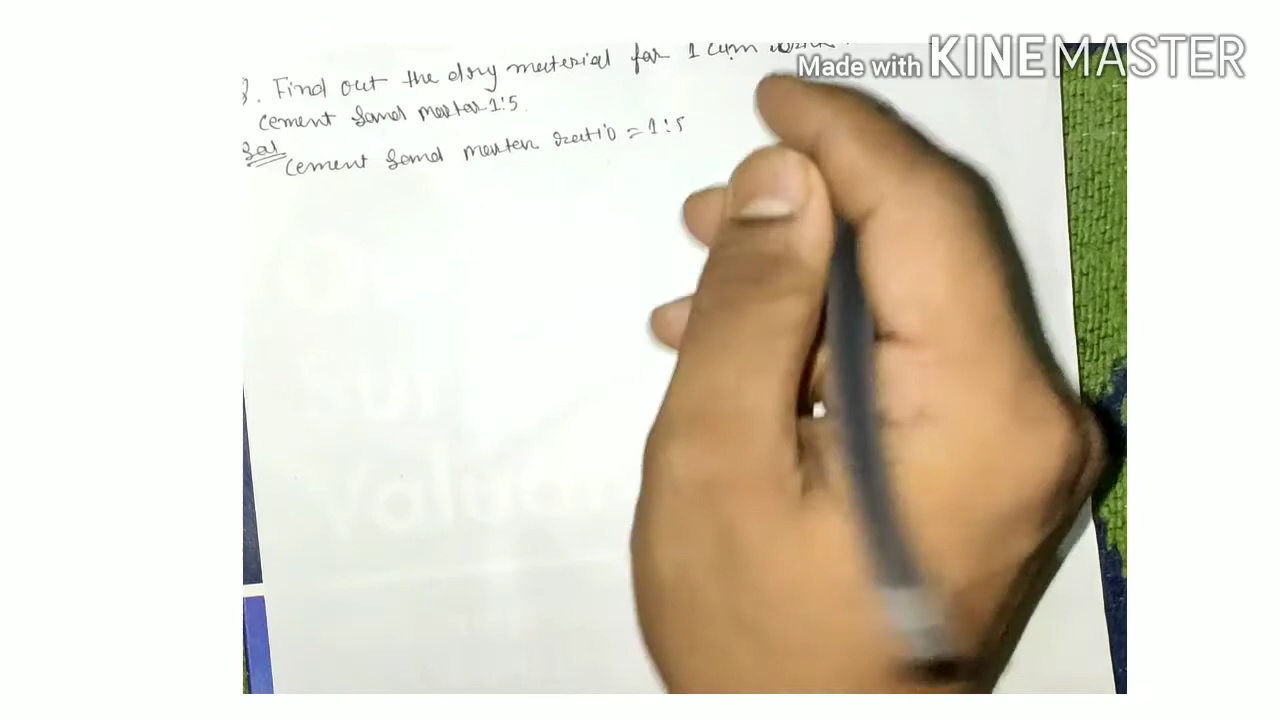 Made with KINEMASTER
3. Find out the dry material for 1 cum
cement sand morter 1:5.
Sol
cement sand morter ratio = 1:5